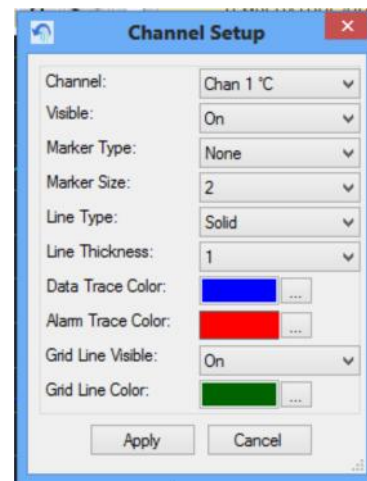 Channel Setup
Channel: Chan 1 °C
Visible: On
Marker Type: None
Marker Size: 2
Line Type: Solid
Line Thickness: 1
Data Trace Color: ...
Alarm Trace Color: ...
Grid Line Visible: On
Grid Line Color: ...
Apply Cancel